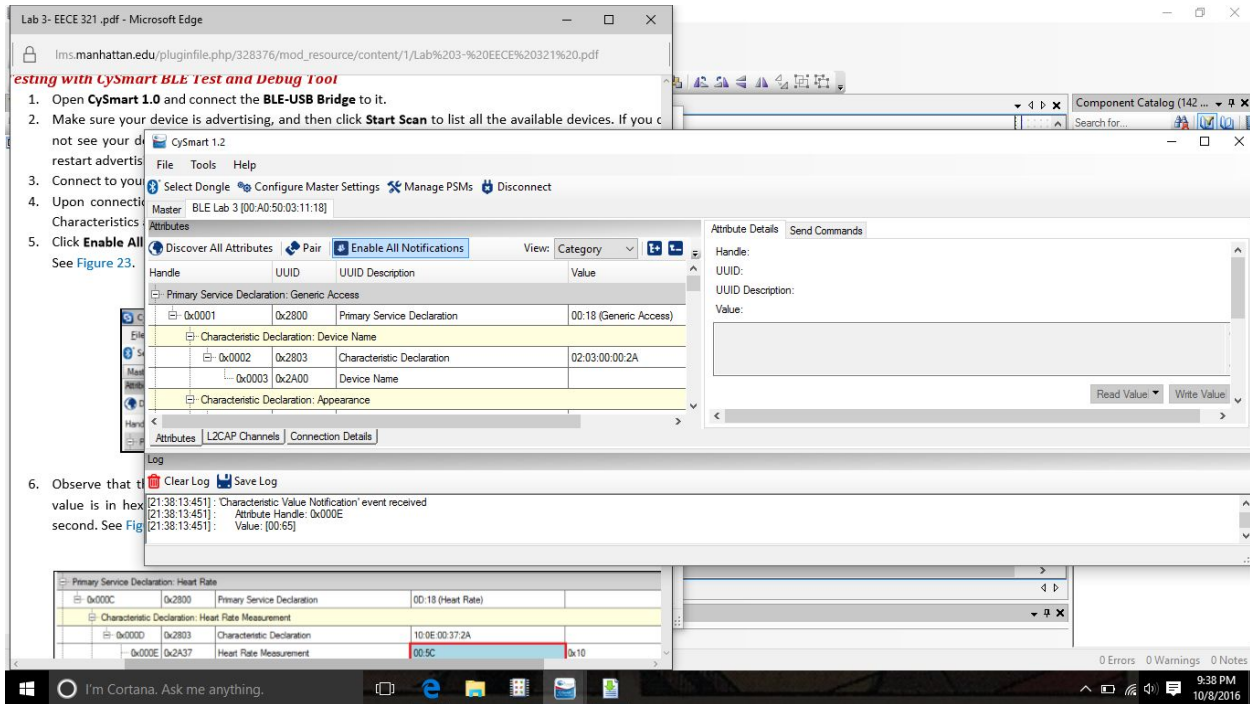 Lab 3- EECE 321 .pdf - Microsoft Edge
lms.manhattan.edu/pluginfile.php/328376/mod_resource/content/1/Lab%203-%20EECE%20321%20.pdf
esting with CySmart BLE Test and Debug Tool
1. Open CySmart 1.0 and connect the BLE-USB Bridge to it.
2. Make sure your device is advertising, and then click Start Scan to list all the available devices. If you
not see your
restart advertis
3. Connect to you
4. Upon connecti
Characteristics
5. Click Enable All
See Figure 23.
6. Observe that t
value is in hex
second. See Fig
Component Catalog (142 ...
Search for...
CySmart 1.2
File Tools Help
Select Dongle Configure Master Settings Manage PSMs Disconnect
Master BLE Lab 3 [00:A0:50:03:11:18]
Attributes
Discover All Attributes Pair Enable All Notifications View: Category
Handle UUID UUID Description Value
Primary Service Declaration: Generic Access
0x0001 0x2800 Primary Service Declaration 00:18 (Generic Access)
Characteristic Declaration: Device Name
0x0002 0x2803 Characteristic Declaration 02:03:00:00:2A
0x0003 0x2A00 Device Name
Characteristic Declaration: Appearance
Attributes L2CAP Channels Connection Details
Attribute Details Send Commands
Handle:
UUID:
UUID Description:
Value:
Read Value Write Value
Log
Clear Log Save Log
[21:38:13:451] : 'Characteristic Value Notification' event received
[21:38:13:451] : Attribute Handle: 0x000E
[21:38:13:451] : Value: [00:65]
Primary Service Declaration: Heart Rate
0x000C 0x2800 Primary Service Declaration 0D:18 (Heart Rate)
Characteristic Declaration: Heart Rate Measurement
0x000D 0x2803 Characteristic Declaration 10:0E:00:37:2A
0x000E 0x2A37 Heart Rate Measurement 00:5C 0x10
0 Errors 0 Warnings 0 Notes
I'm Cortana. Ask me anything.
9:38 PM
10/8/2016